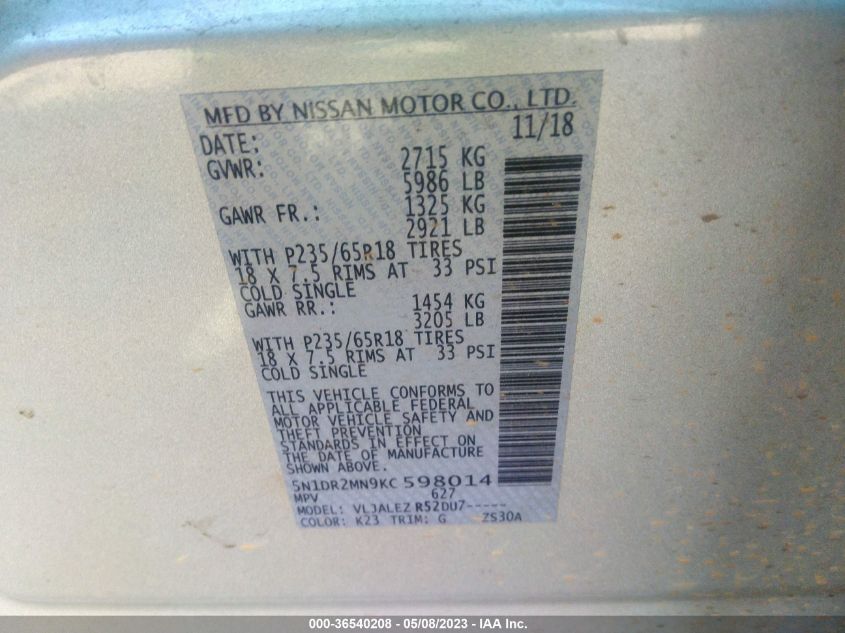 MFD BY NISSAN MOTOR CO., LTD.
DATE: 11/18
GVWR: 2715 KG
5986 LB
GAWR FR.: 1325 KG
2921 LB
WITH P235/65R18 TIRES
18 X 7.5 RIMS AT 33 PSI
COLD SINGLE
GAWR RR.: 1454 KG
3205 LB
WITH P235/65R18 TIRES
18 X 7.5 RIMS AT 33 PSI
COLD SINGLE
THIS VEHICLE CONFORMS TO
ALL APPLICABLE FEDERAL
MOTOR VEHICLE SAFETY AND
THEFT PREVENTION
STANDARDS IN EFFECT ON
THE DATE OF MANUFACTURE
SHOWN ABOVE.
5N1DR2MN9KC 598014
MPV 627
MODEL: VLJALEZ R52DU7-----
COLOR: K23 TRIM: G ZS30A
000-36540208 - 05/08/2023 - IAA Inc.